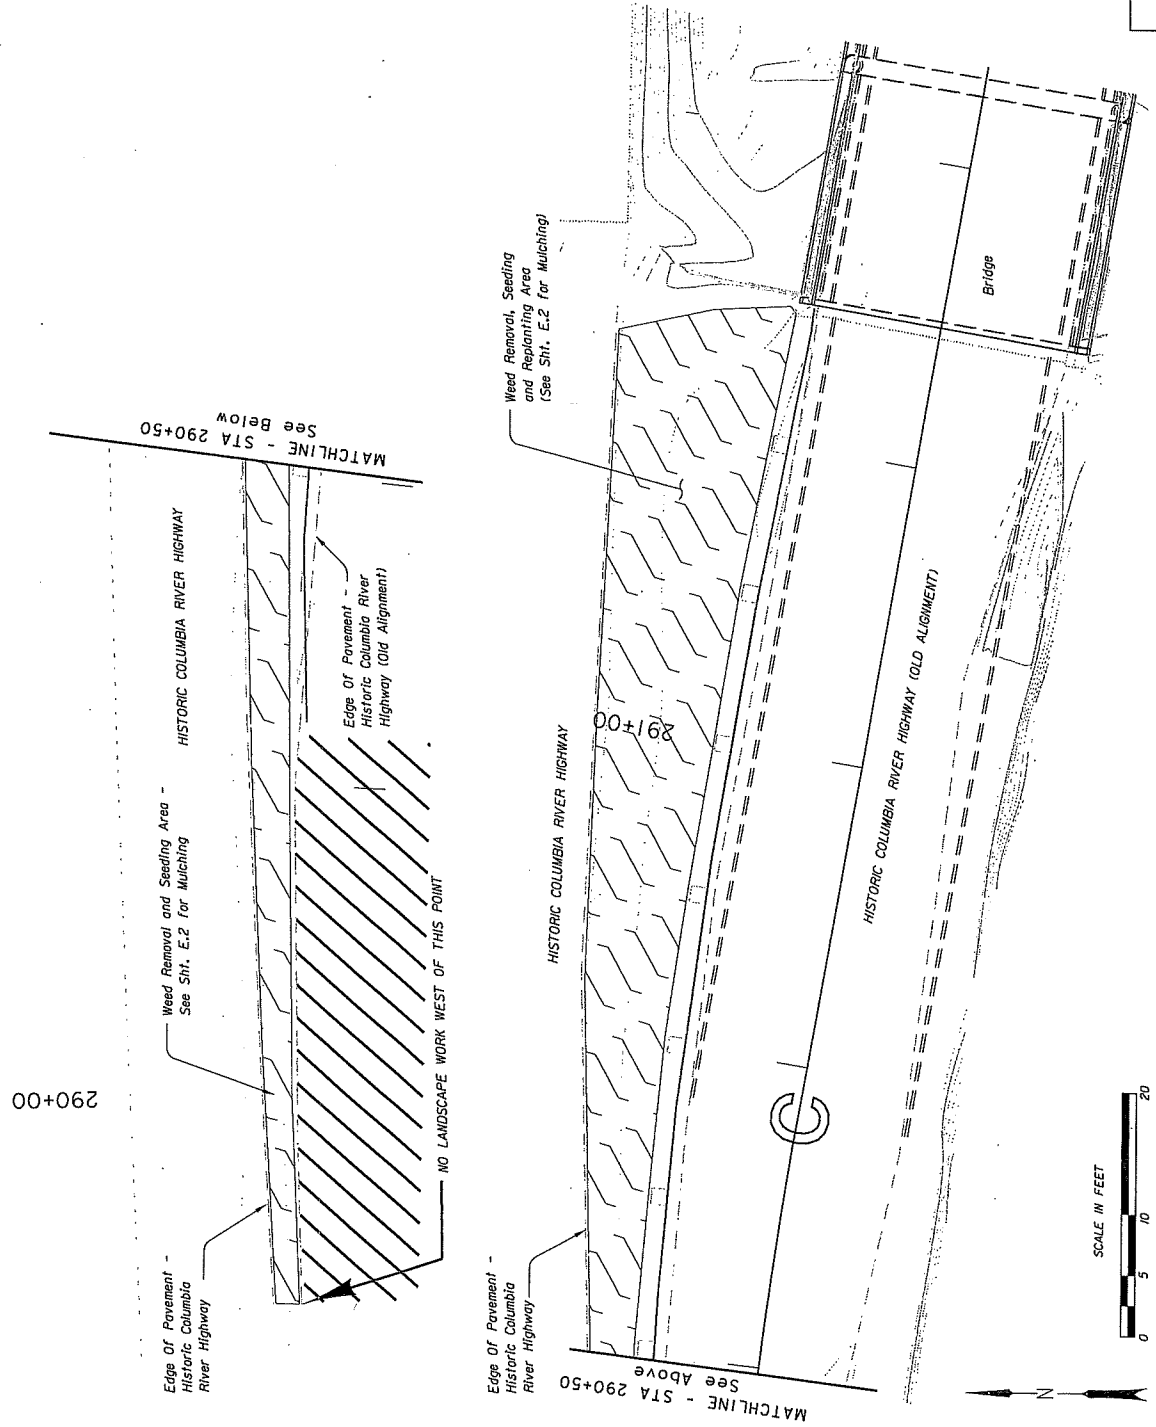 290+00
Weed Removal and Seeding Area -
See Sht. E.2 for Mulching
HISTORIC COLUMBIA RIVER HIGHWAY
MATCHLINE - STA 290+50
See Below
Edge Of Pavement -
Historic Columbia
River Highway
Edge Of Pavement -
Historic Columbia River
Highway (Old Alignment)
NO LANDSCAPE WORK WEST OF THIS POINT
Weed Removal, Seeding
and Replanting Area
(See Sht. E.2 for Mulching)
Edge Of Pavement -
Historic Columbia
River Highway
HISTORIC COLUMBIA RIVER HIGHWAY
291+00
Bridge
HISTORIC COLUMBIA RIVER HIGHWAY (OLD ALIGNMENT)
C
MATCHLINE - STA 290+50
See Above
N
SCALE IN FEET
0 5 10 20